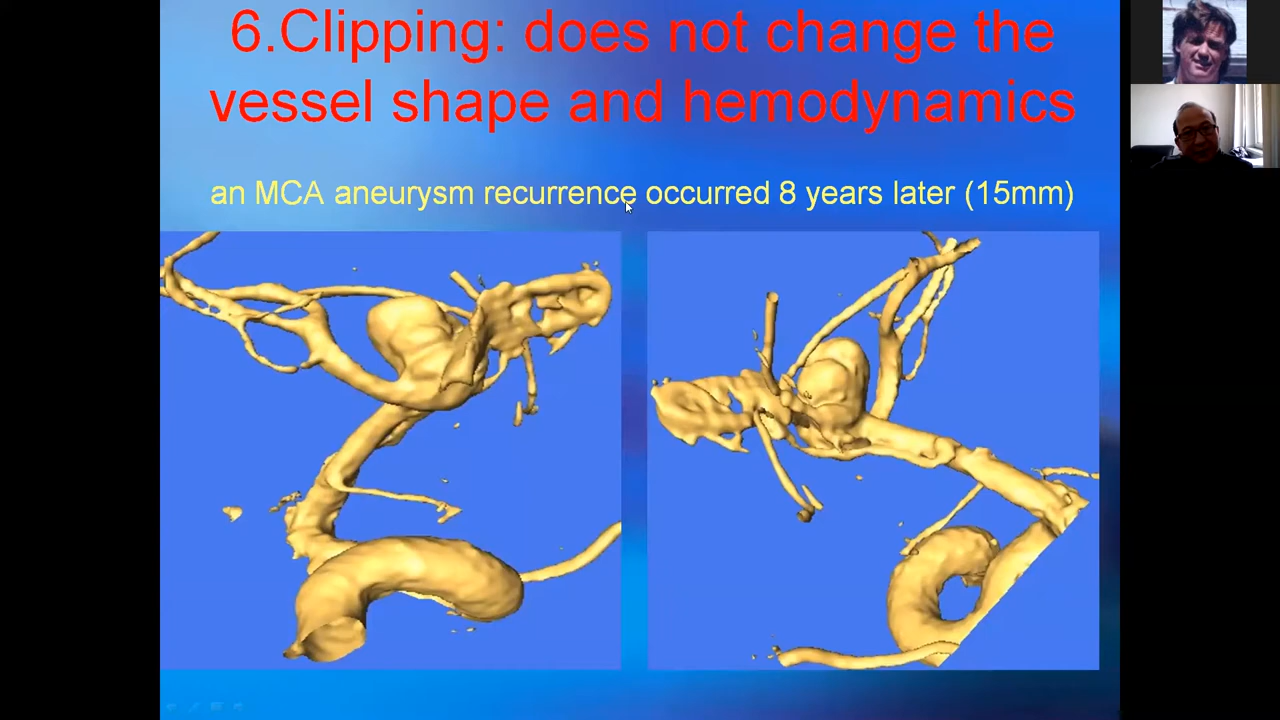 6.Clipping: does not change the
vessel shape and hemodynamics
an MCA aneurysm recurrence occurred 8 years later (15mm)